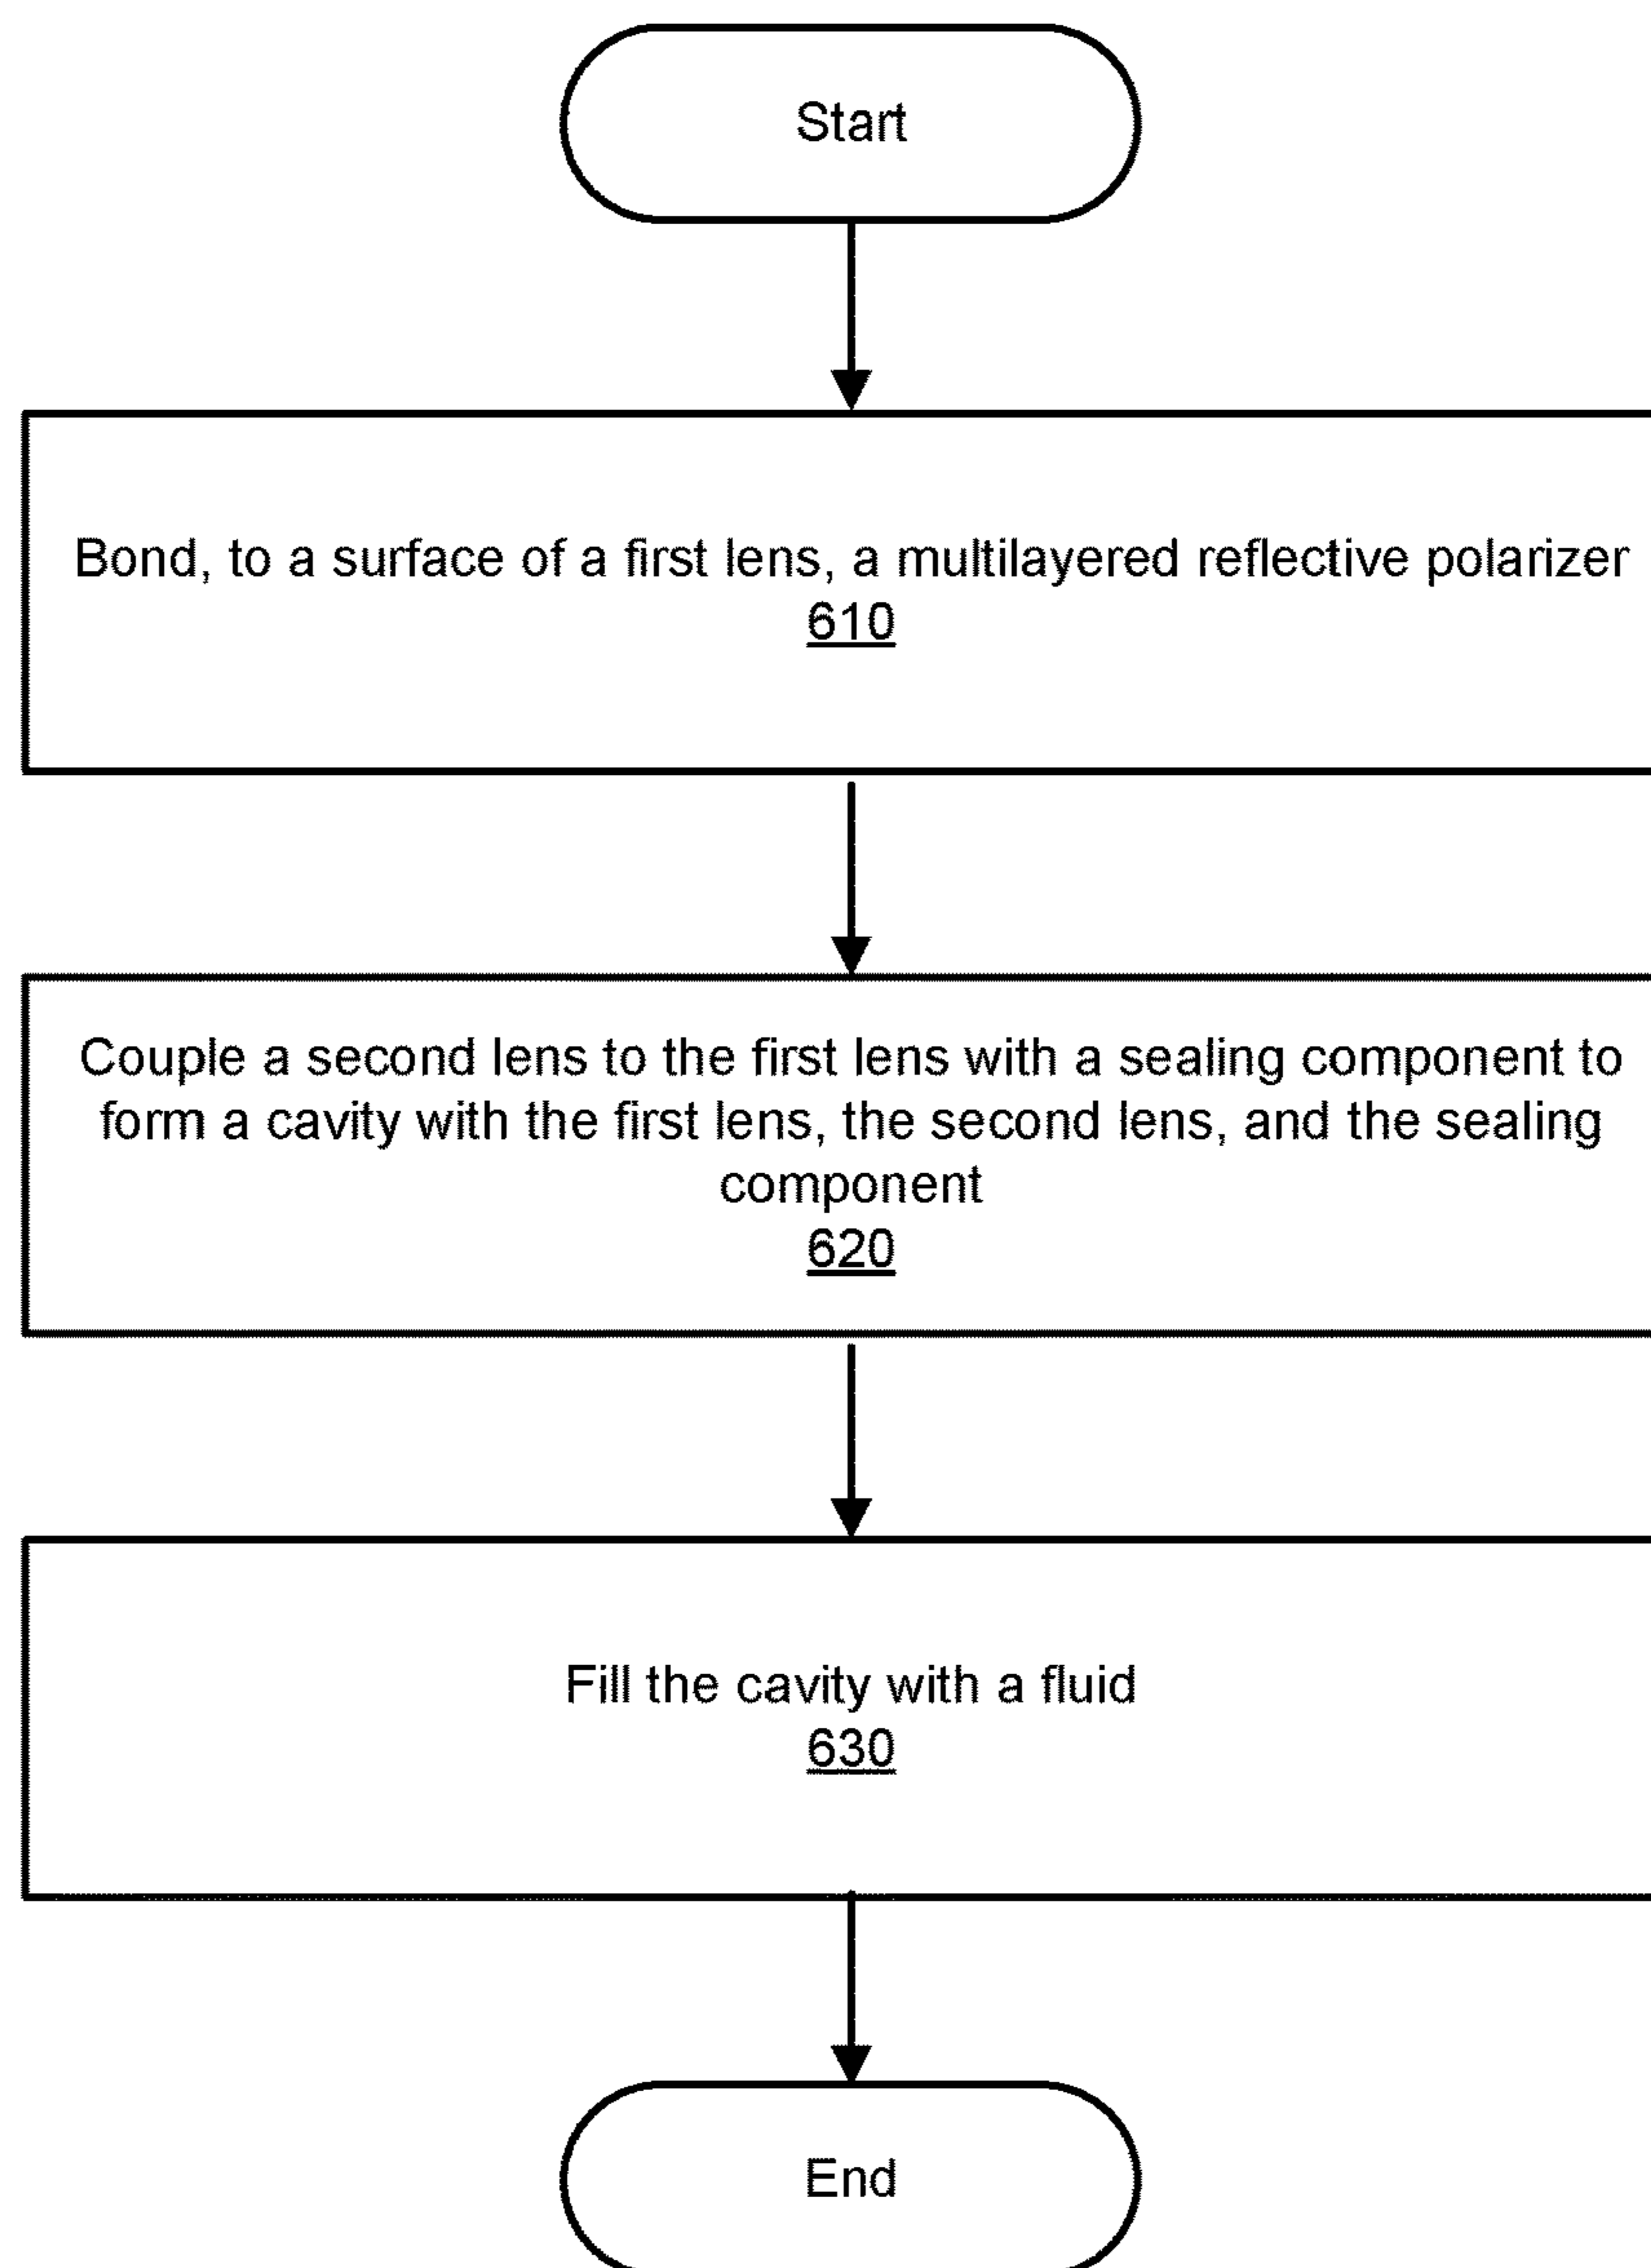 Start
Bond, to a surface of a first lens, a multilayered reflective polarizer
610
Couple a second lens to the first lens with a sealing component to
form a cavity with the first lens, the second lens, and the sealing
component
620
Fill the cavity with a fluid
630
End